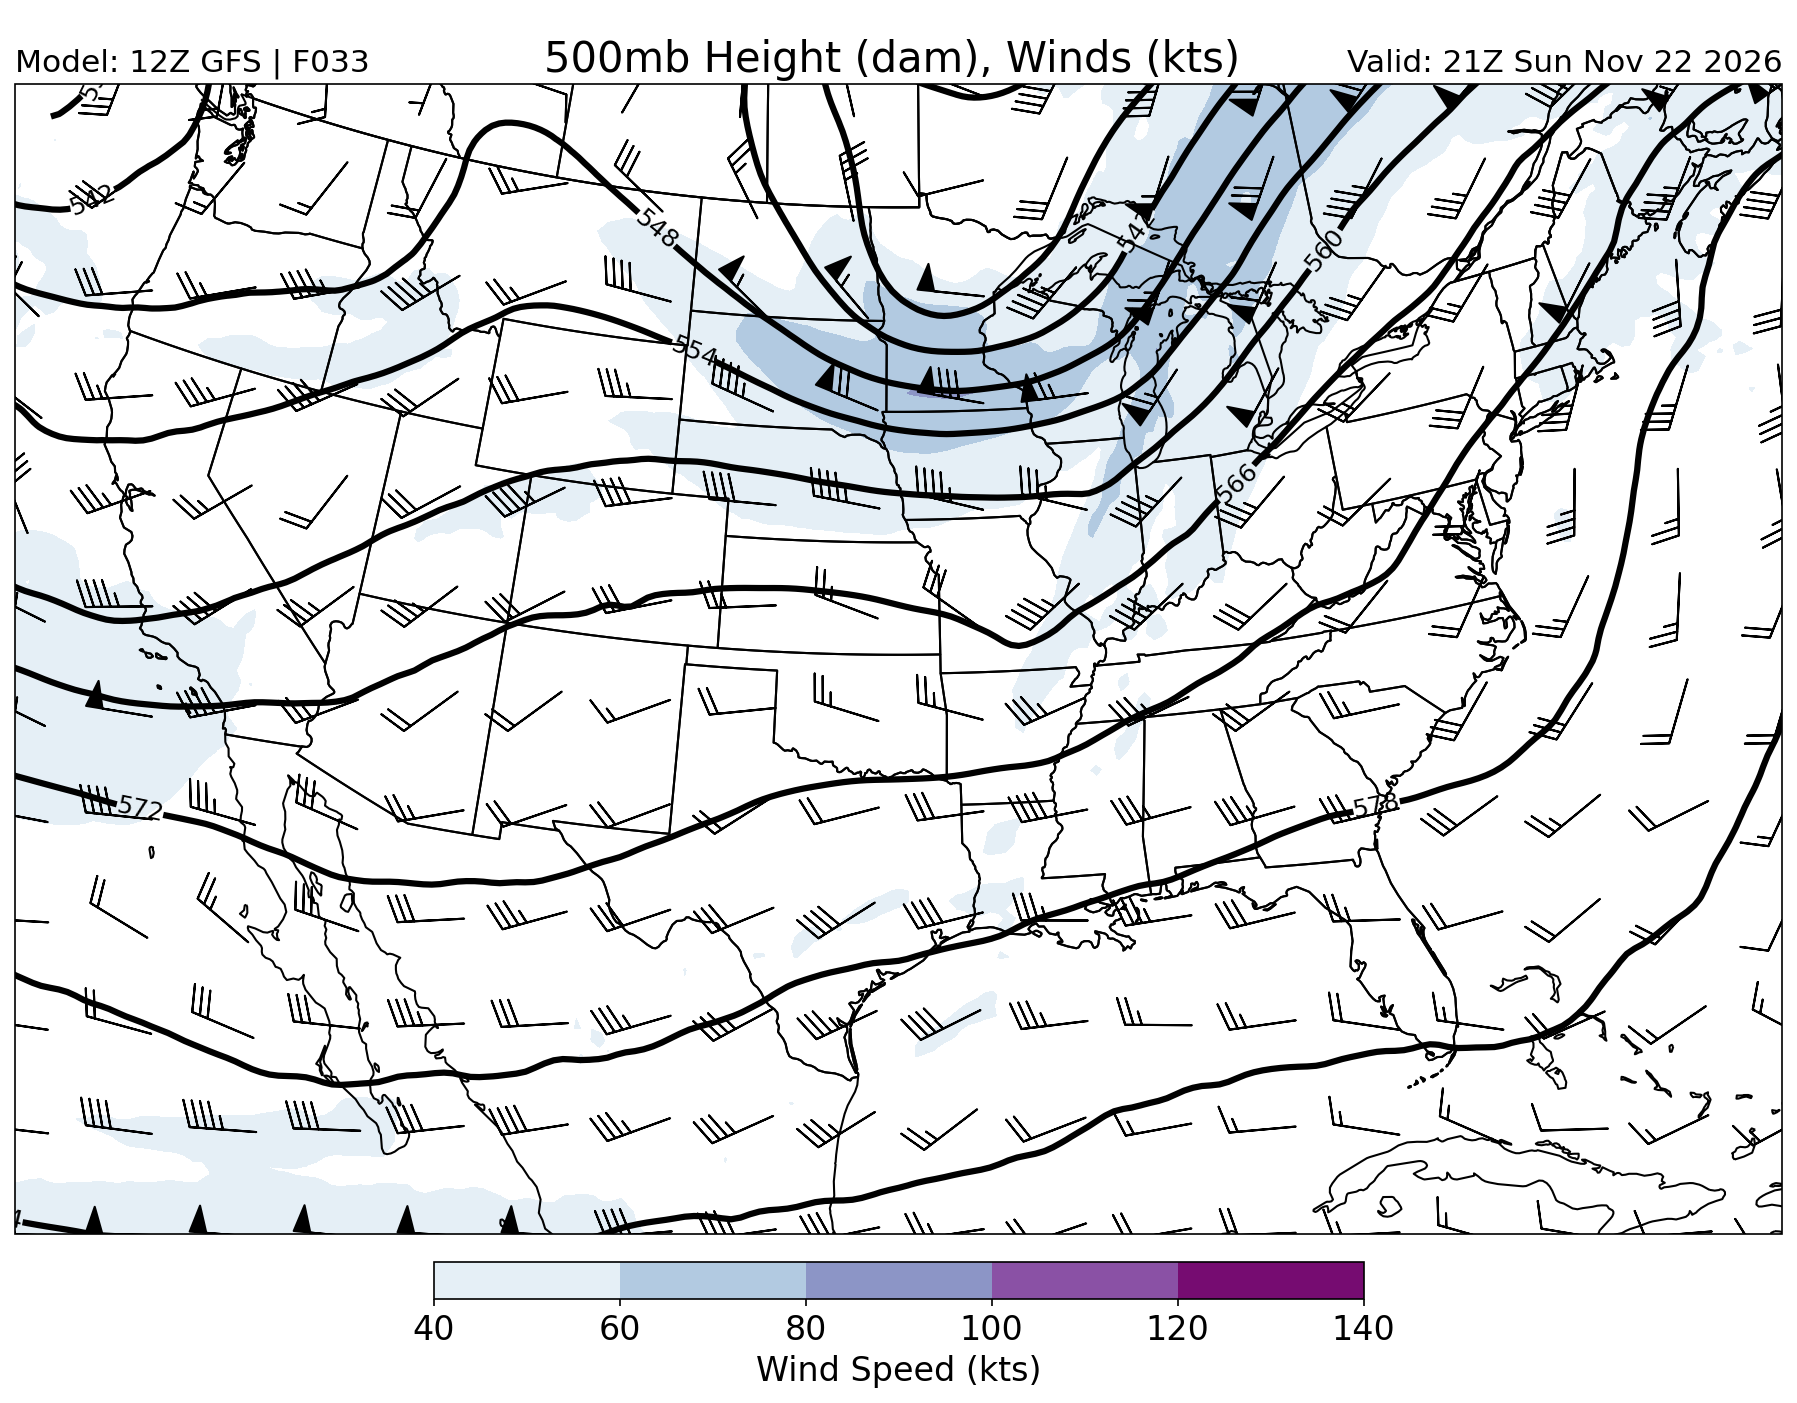 Model: 12Z GFS | F033
500mb Height (dam), Winds (kts)
Valid: 21Z Sun Nov 22 2026
542
548
542
560
554
566
572
578
40 60 80 100 120 140
Wind Speed (kts)